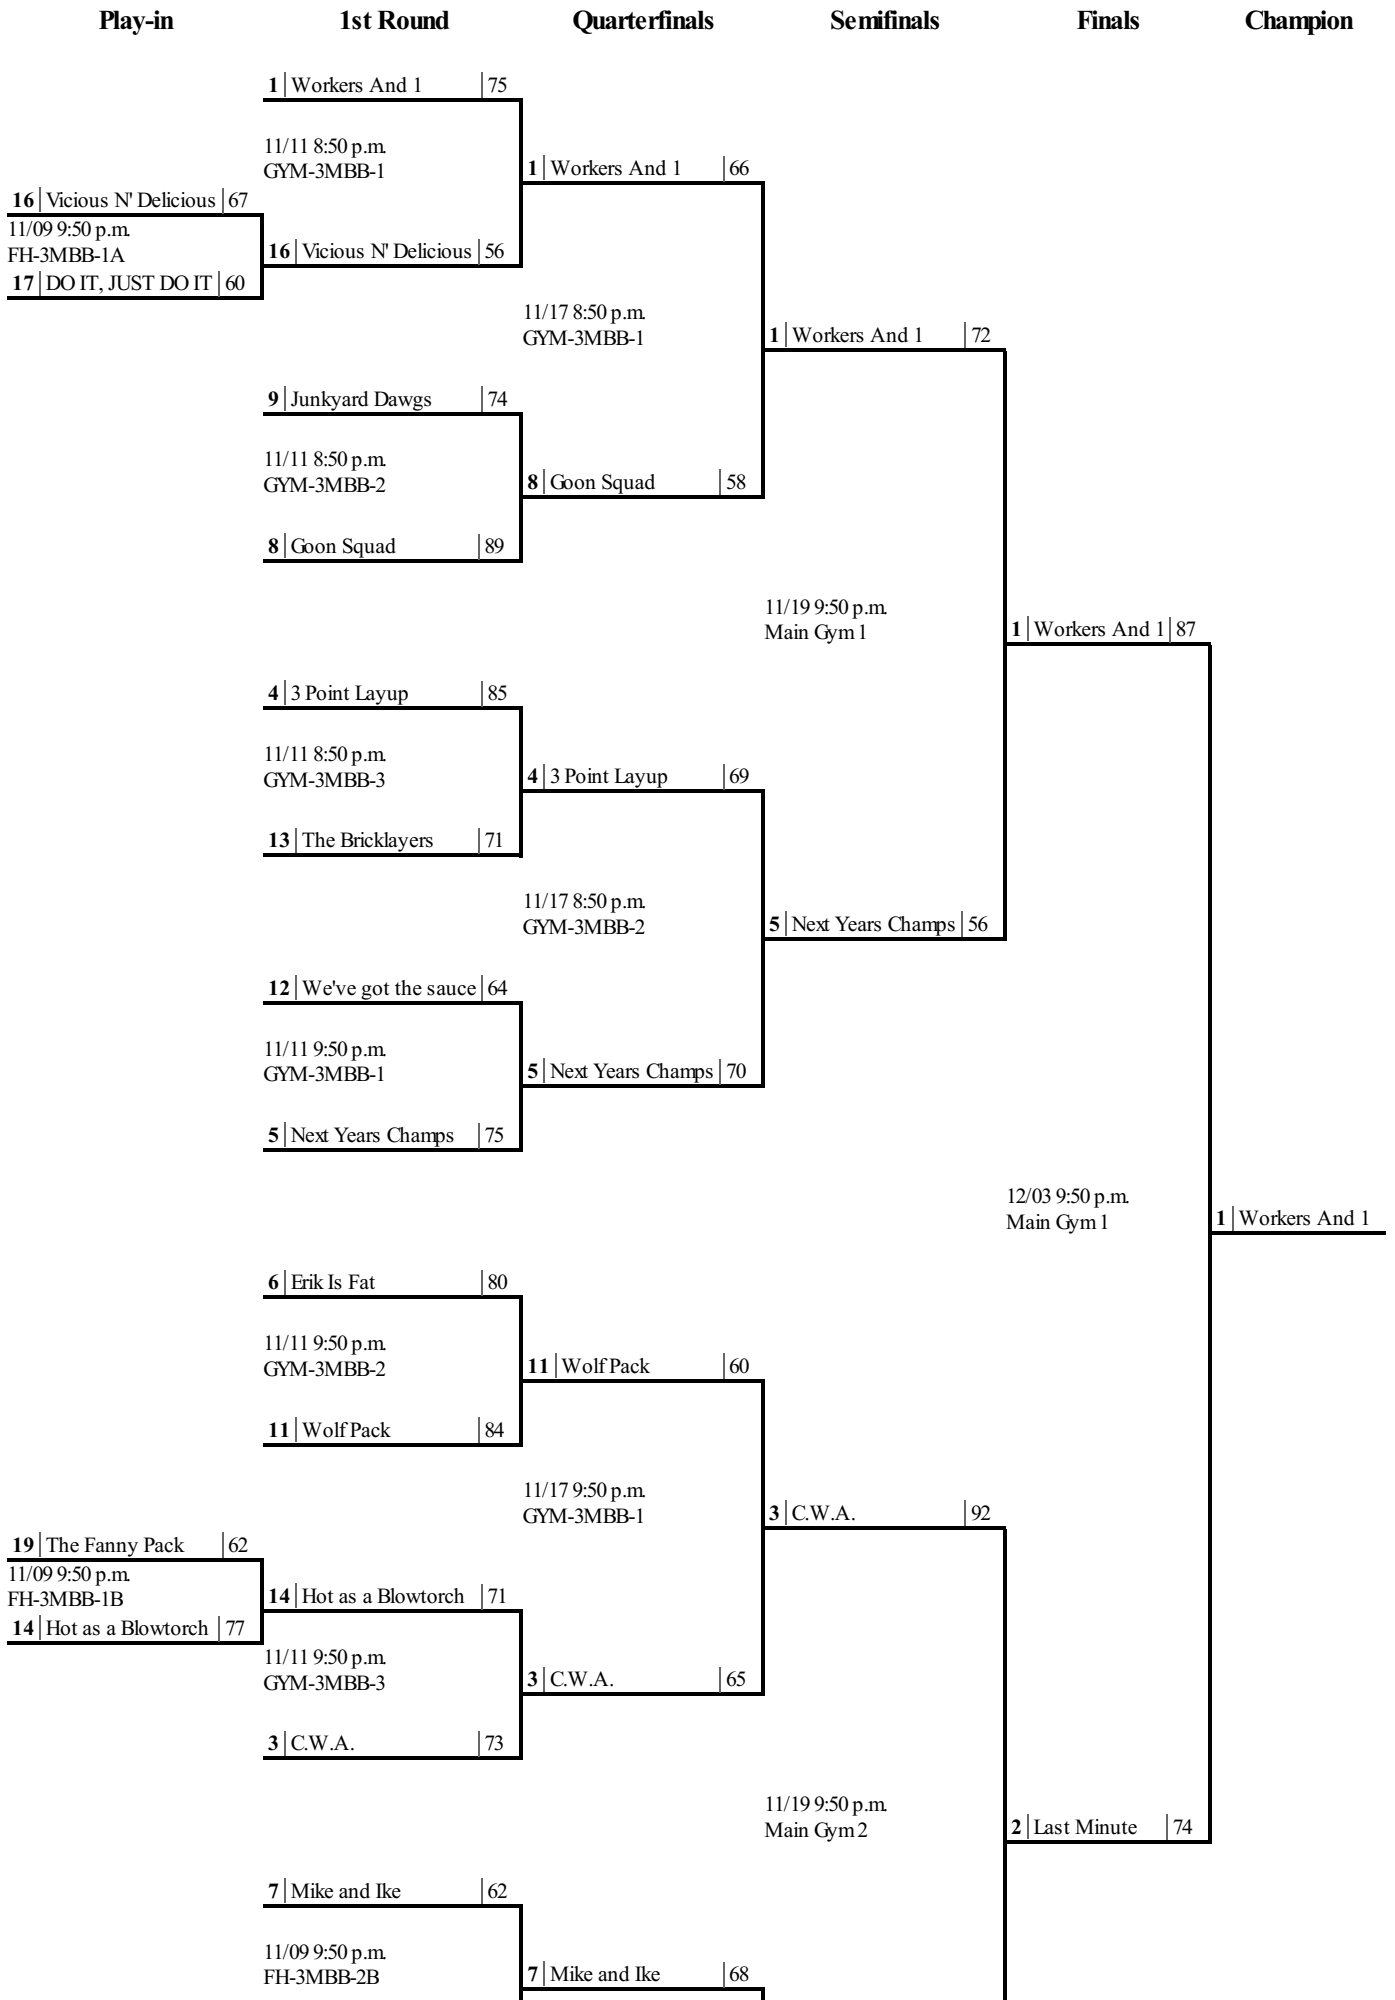 Play-in 1st Round Quarterfinals Semifinals Finals Champion
1 Workers And 1 75
11/11 8:50 p.m.
GYM-3MBB-1
1 Workers And 1 66
16 Vicious N' Delicious 67
11/09 9:50 p.m.
FH-3MBB-1A
16 Vicious N' Delicious 56
17 DO IT, JUST DO IT 60
11/17 8:50 p.m.
GYM-3MBB-1
1 Workers And 1 72
9 Junkyard Dawgs 74
11/11 8:50 p.m.
GYM-3MBB-2
8 Goon Squad 58
8 Goon Squad 89
11/19 9:50 p.m.
Main Gym 1
1 Workers And 1 87
4 3 Point Layup 85
11/11 8:50 p.m.
GYM-3MBB-3
4 3 Point Layup 69
13 The Bricklayers 71
11/17 8:50 p.m.
GYM-3MBB-2
5 Next Years Champs 56
12 We've got the sauce 64
11/11 9:50 p.m.
GYM-3MBB-1
5 Next Years Champs 70
5 Next Years Champs 75
12/03 9:50 p.m.
Main Gym 1
1 Workers And 1
6 Erik Is Fat 80
11/11 9:50 p.m.
GYM-3MBB-2
11 Wolf Pack 60
11 Wolf Pack 84
11/17 9:50 p.m.
GYM-3MBB-1
3 C.W.A. 92
19 The Fanny Pack 62
11/09 9:50 p.m.
FH-3MBB-1B
14 Hot as a Blowtorch 71
14 Hot as a Blowtorch 77
11/11 9:50 p.m.
GYM-3MBB-3
3 C.W.A. 65
3 C.W.A. 73
11/19 9:50 p.m.
Main Gym 2
2 Last Minute 74
7 Mike and Ike 62
11/09 9:50 p.m.
FH-3MBB-2B
7 Mike and Ike 68